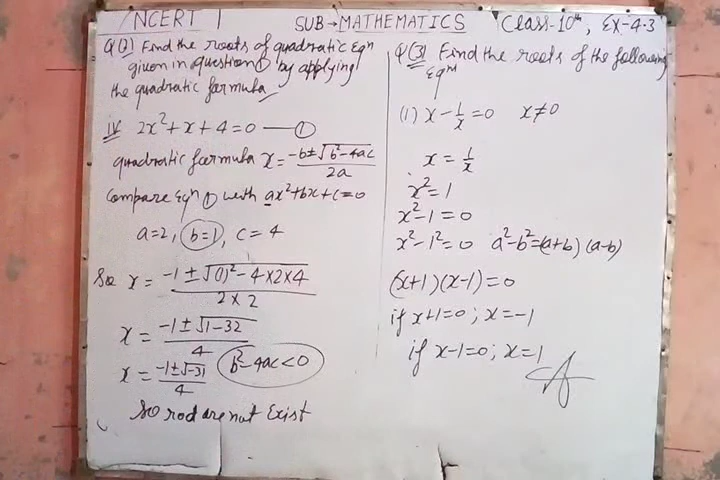 NCERT SUB→MATHEMATICS Class-10th, EX-4.3
Q(2) Find the roots of quadratic Eqn
given in question① by applying
the quadratic formula
iv 2x²+x+4=0 —①
quadratic formula x = -b±√b²-4ac / 2a
Compare Eqn ① with ax²+bx+c=0
a=2, b=1, c=4
So x = -1±√(1)²-4×2×4 / 2×2
x = -1±√1-32 / 4
x = -1±√-31 / 4 b²-4ac<0
So root are not Exist
Q(3) Find the roots of the following
Eqns
(i) x-1/x=0 x≠0
x=1/x
x²=1
x²-1=0
x²-1²=0 a²-b²=(a+b)(a-b)
(x+1)(x-1)=0
if x+1=0; x=-1
if x-1=0; x=1